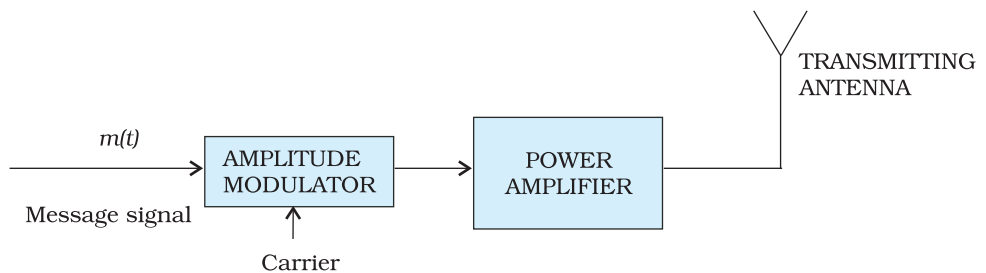 m(t)
Message signal
AMPLITUDE
MODULATOR
Carrier
POWER
AMPLIFIER
TRANSMITTING
ANTENNA